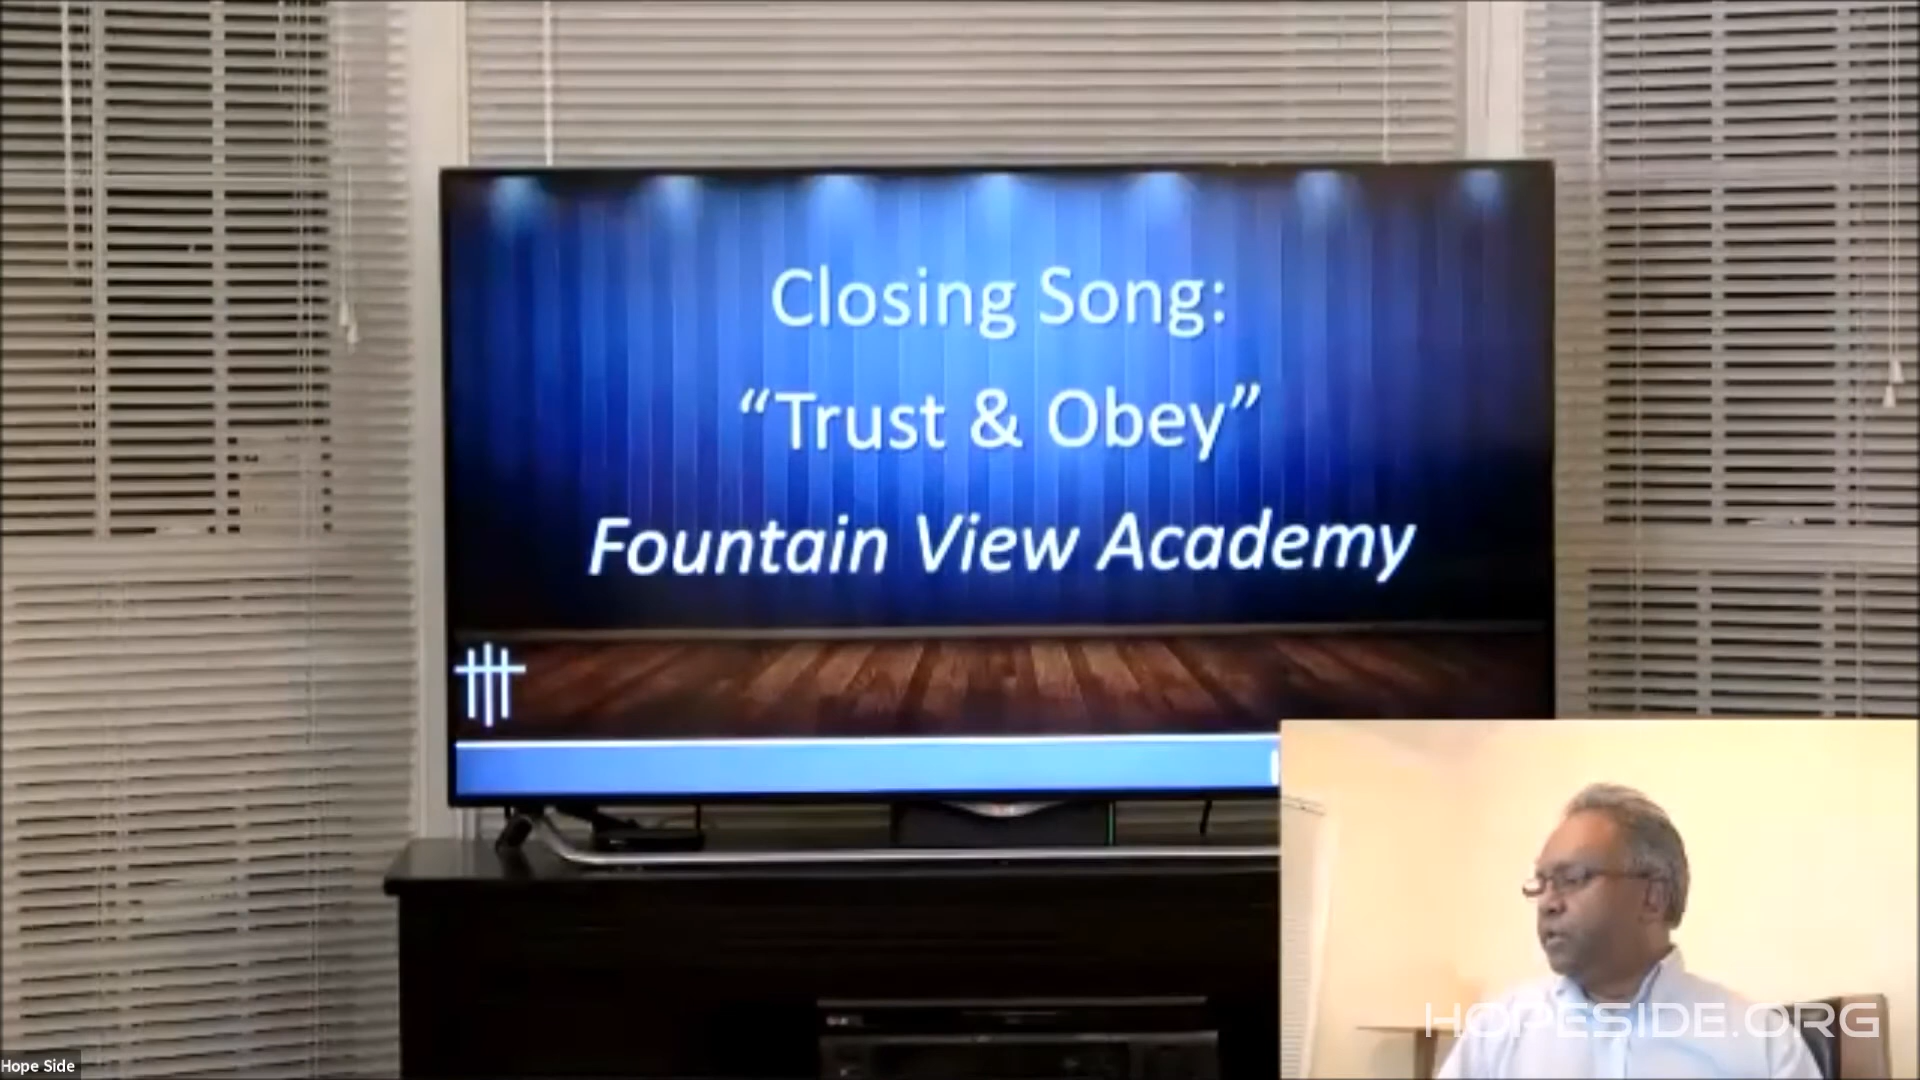 Closing Song:
“Trust & Obey”
Fountain View Academy
HOPESIDE.ORG
Hope Side